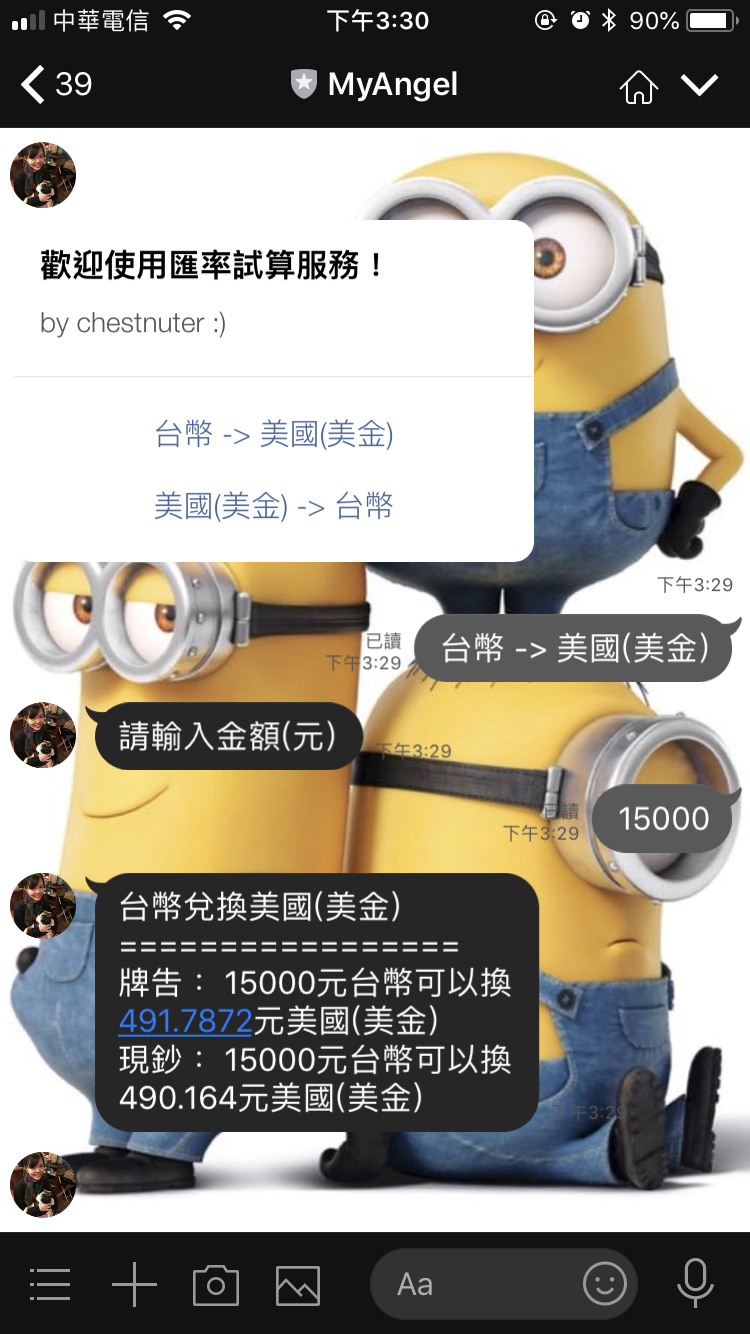 中華電信
下午3:30
90%
39
MyAngel
歡迎使用匯率試算服務！
by chestnuter :)
台幣 -> 美國(美金)
美國(美金) -> 台幣
下午3:29
已讀
下午3:29
台幣 -> 美國(美金)
請輸入金額(元)
下午3:29
已讀
下午3:29
15000
台幣兌換美國(美金)
=================
牌告： 15000元台幣可以換
491.7872元美國(美金)
現鈔： 15000元台幣可以換
490.164元美國(美金)
下午3:29
Aa